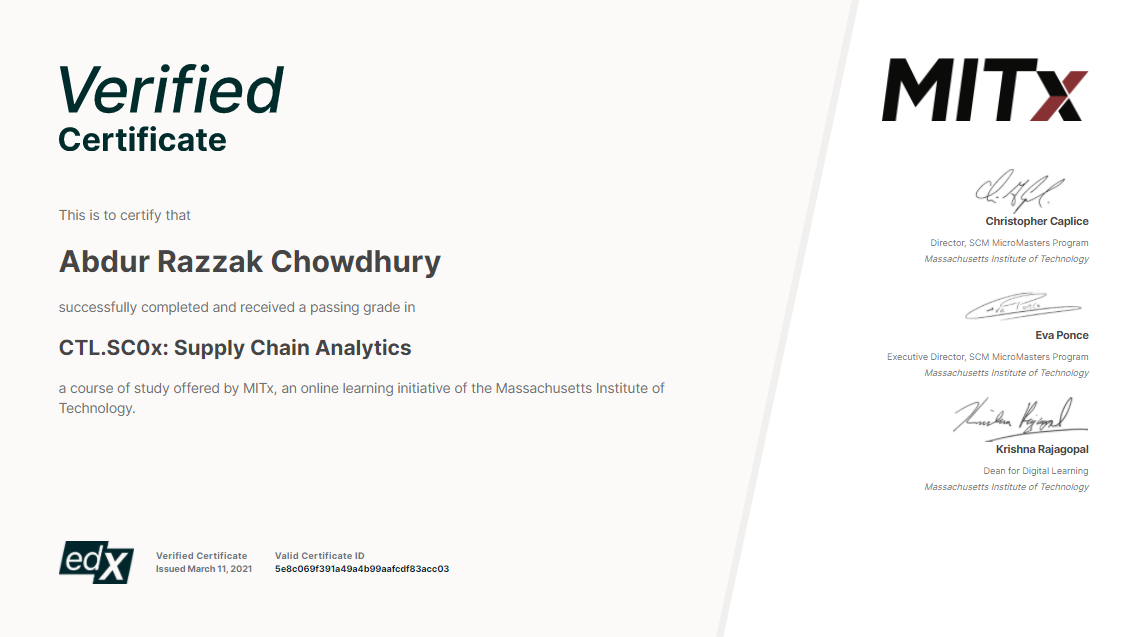 Verified
Certificate
This is to certify that
Abdur Razzak Chowdhury
successfully completed and received a passing grade in
CTL.SC0x: Supply Chain Analytics
a course of study offered by MITx, an online learning initiative of the Massachusetts Institute of
Technology.
edX
Verified Certificate
Issued March 11, 2021
Valid Certificate ID
5e8c069f391a49a4b99aafcdf83acc03
MITx
Christopher Caplice
Director, SCM MicroMasters Program
Massachusetts Institute of Technology
Eva Ponce
Eva Ponce
Executive Director, SCM MicroMasters Program
Massachusetts Institute of Technology
Krishna Rajagopal
Krishna Rajagopal
Dean for Digital Learning
Massachusetts Institute of Technology